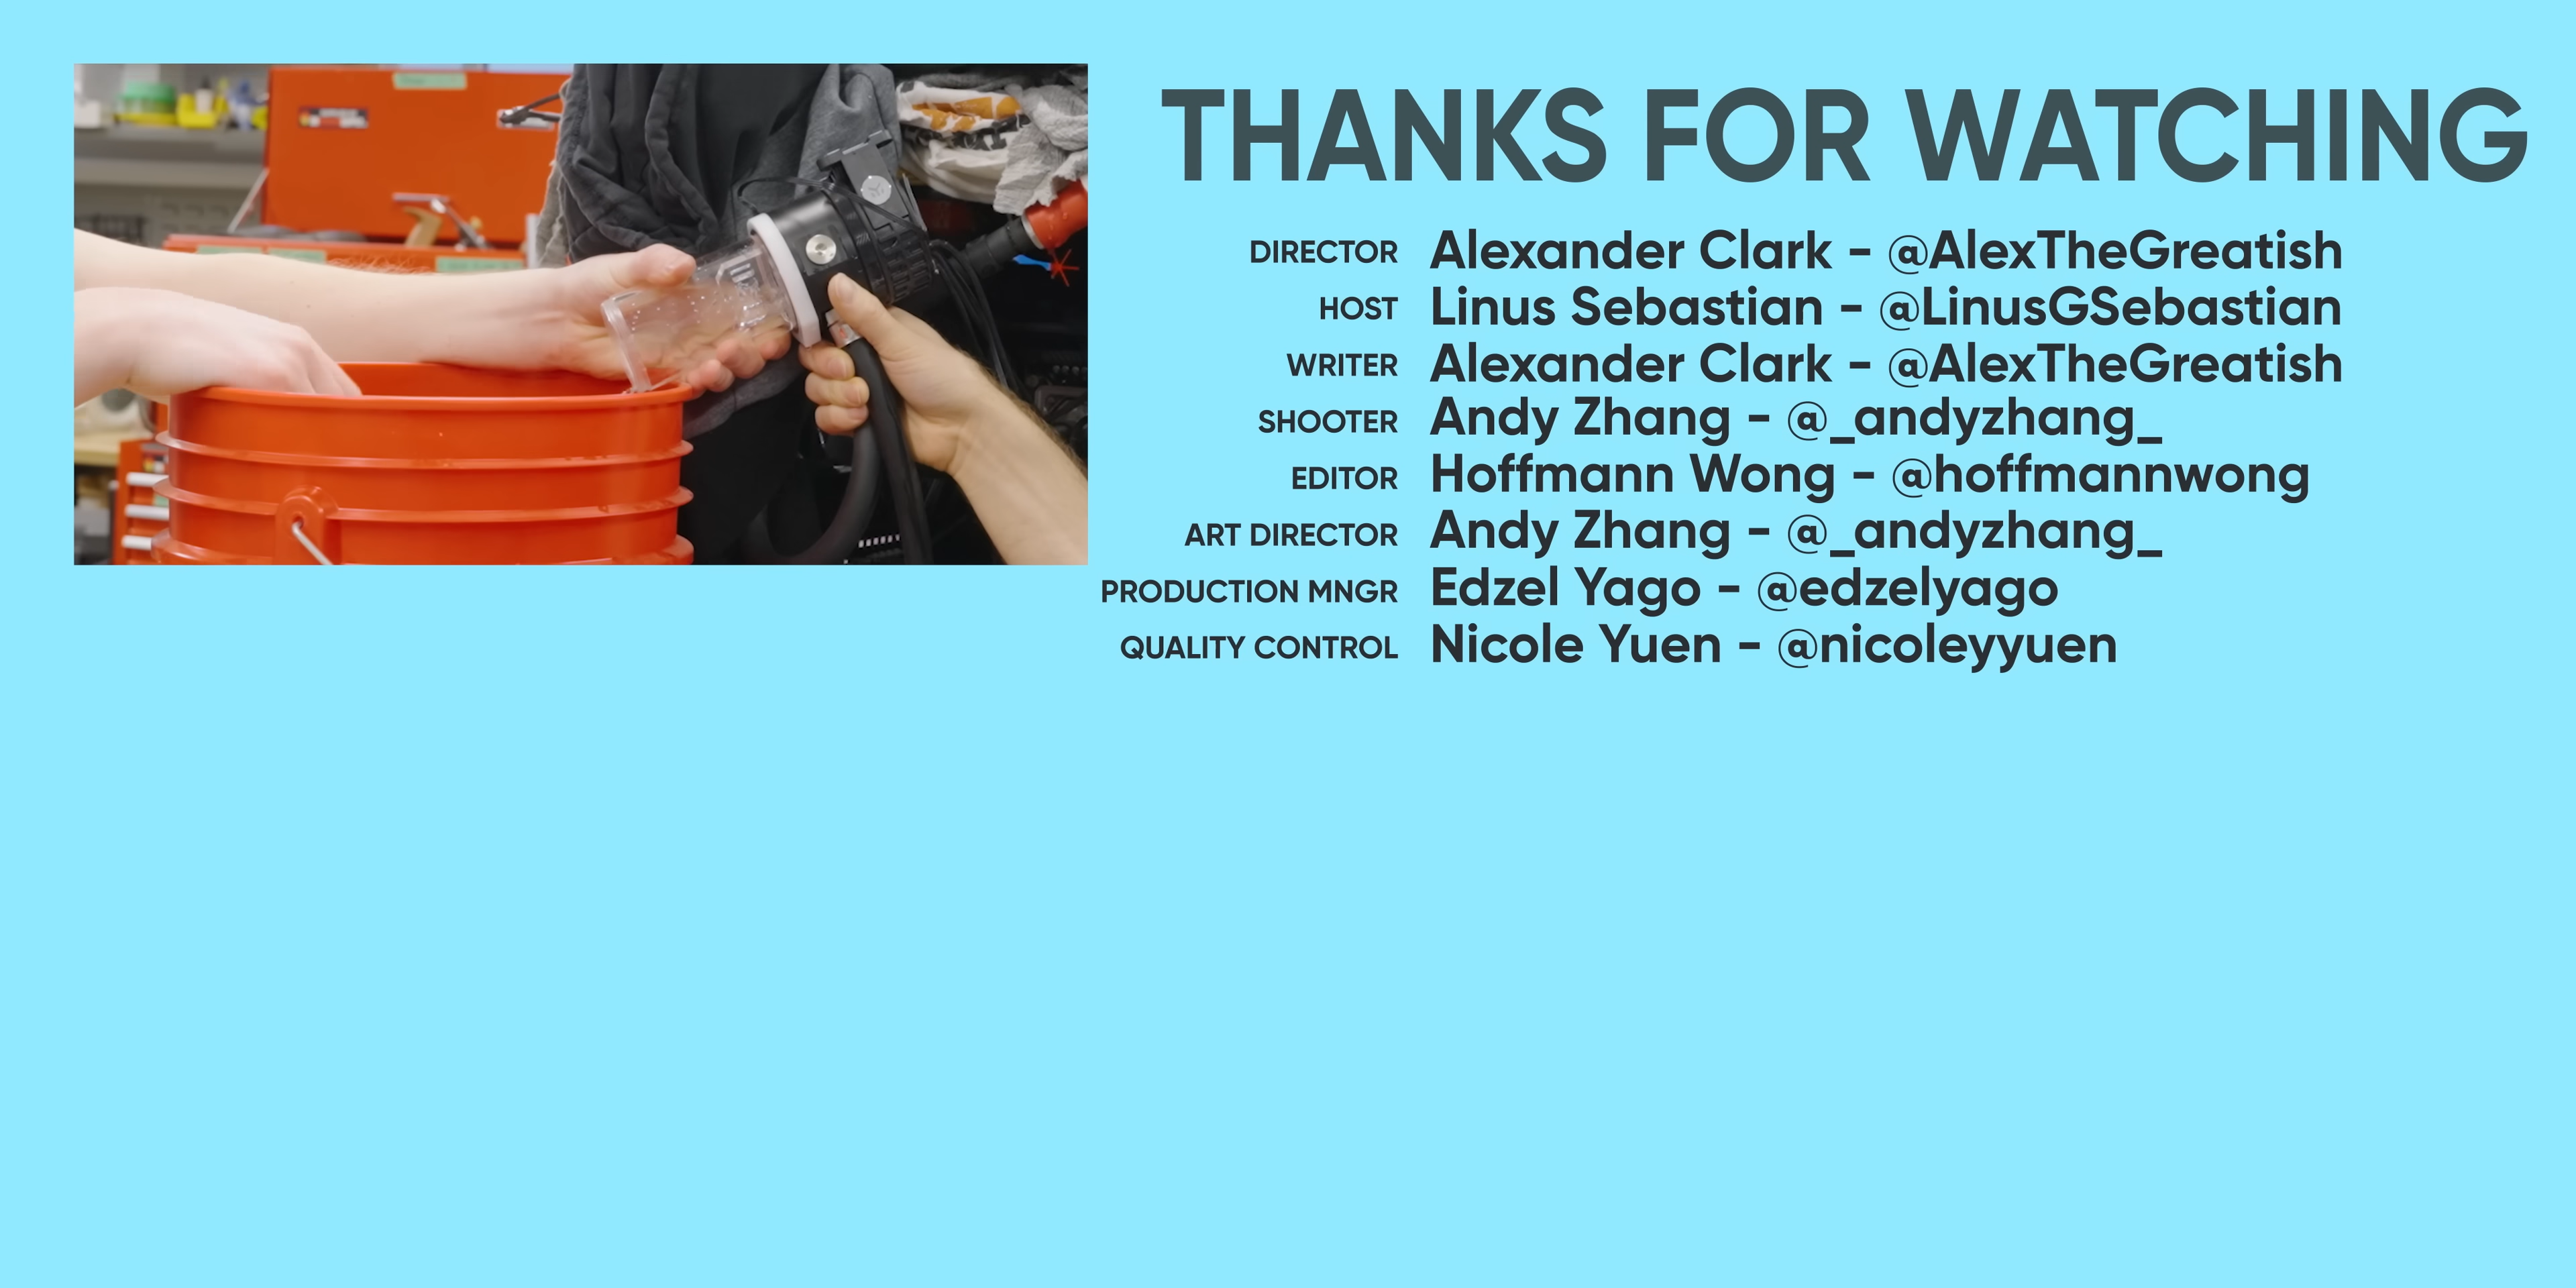 THANKS FOR WATCHING
DIRECTOR Alexander Clark - @AlexTheGreatish
HOST Linus Sebastian - @LinusGSebastian
WRITER Alexander Clark - @AlexTheGreatish
SHOOTER Andy Zhang - @_andyzhang_
EDITOR Hoffmann Wong - @hoffmannwong
ART DIRECTOR Andy Zhang - @_andyzhang_
PRODUCTION MNGR Edzel Yago - @edzelyago
QUALITY CONTROL Nicole Yuen - @nicoleyyuen